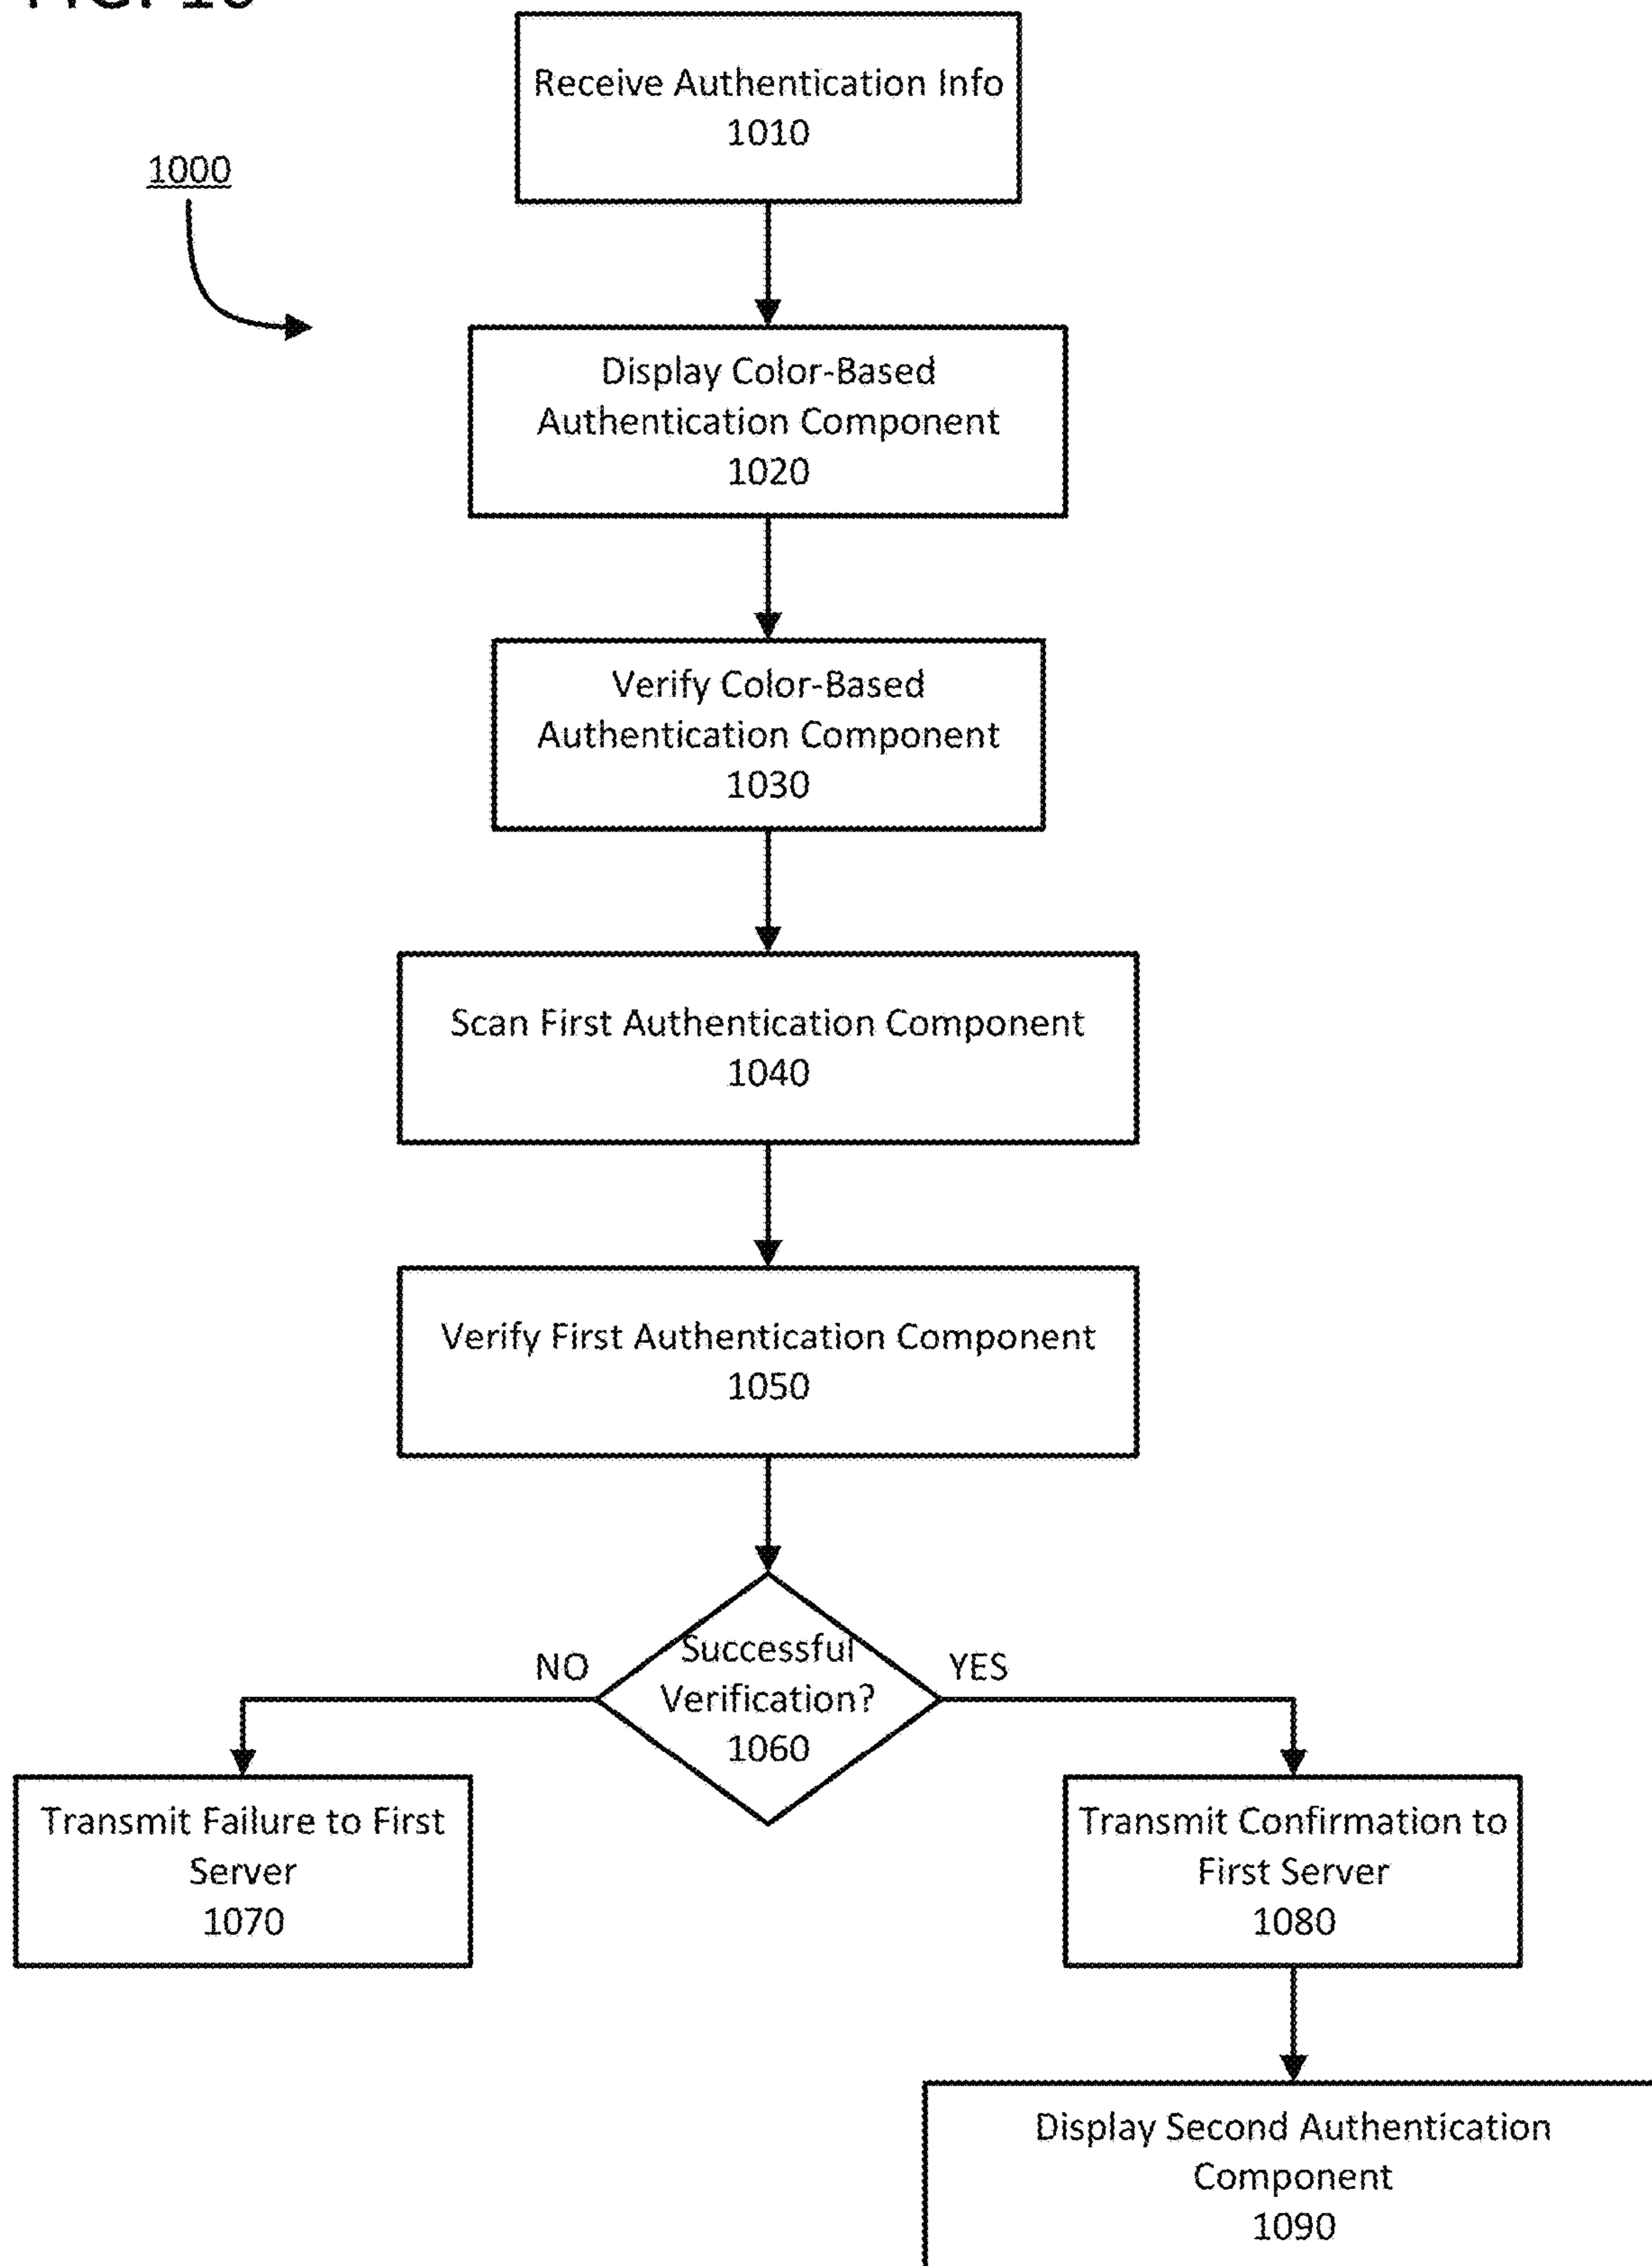 FIG. 10
Receive Authentication Info
1010
1000
Display Color-Based
Authentication Component
1020
Verify Color-Based
Authentication Component
1030
Scan First Authentication Component
1040
Verify First Authentication Component
1050
Successful
Verification?
1060
NO
YES
Transmit Failure to First
Server
1070
Transmit Confirmation to
First Server
1080
Display Second Authentication
Component
1090